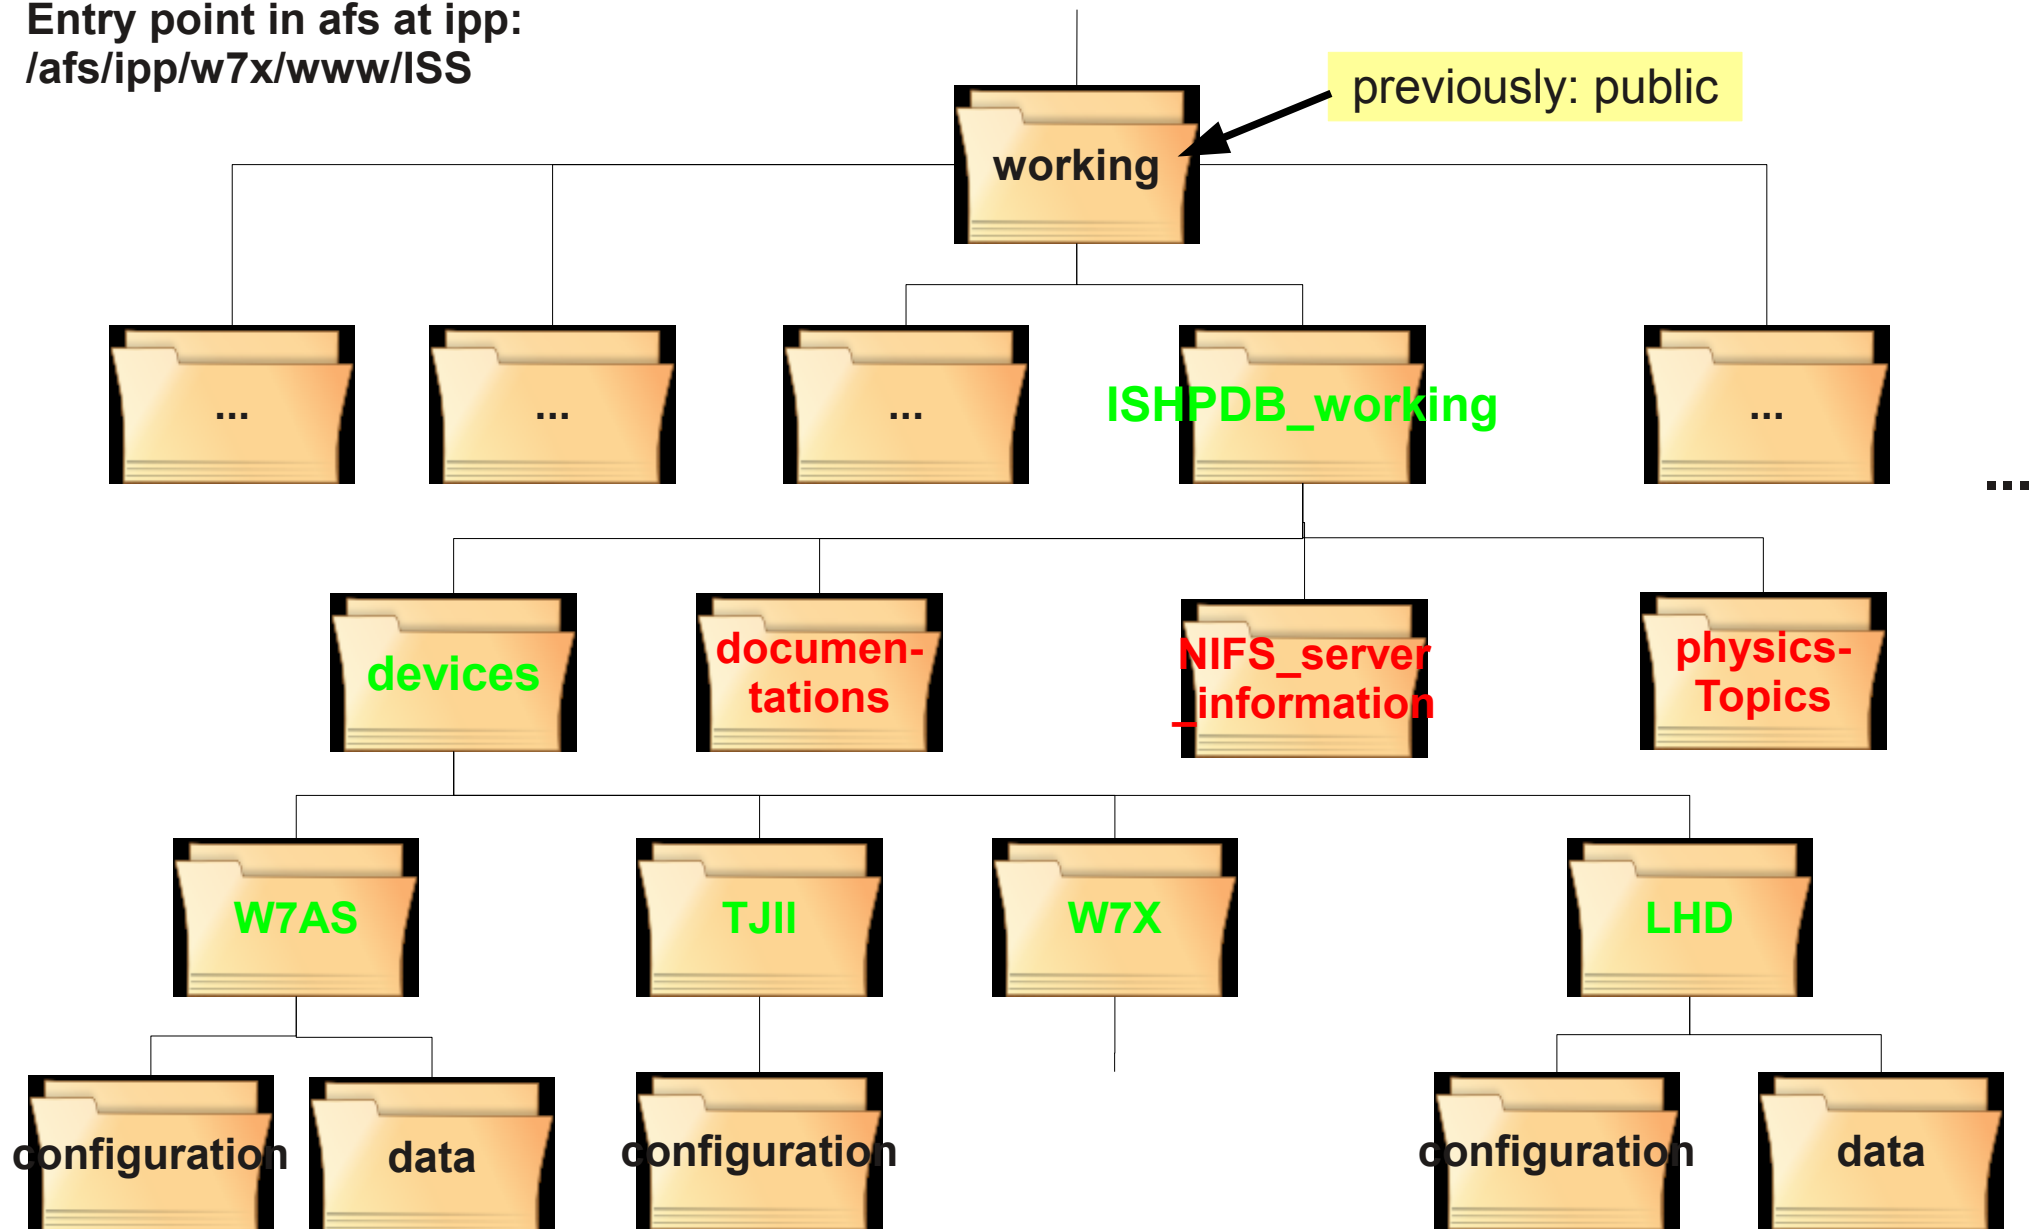 Entry point in afs at ipp:
/afs/ipp/w7x/www/ISS
previously: public
working
...
...
...
ISHPDB_working
...
...
devices
documen-
tations
NIFS_server
_information
physics-
Topics
W7AS
TJII
W7X
LHD
configuration
data
configuration
configuration
data